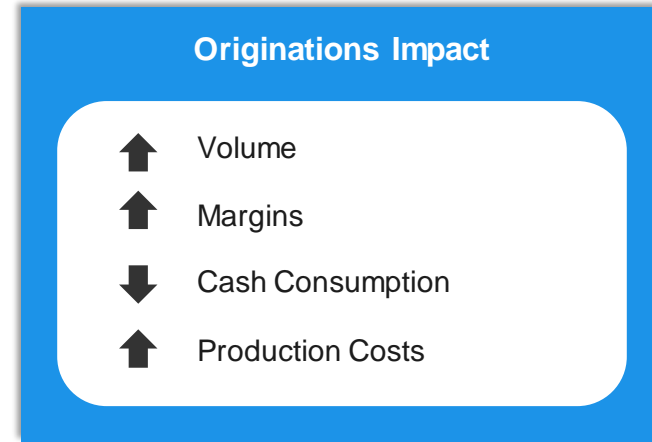 Originations Impact
Volume
Margins
Cash Consumption
Production Costs